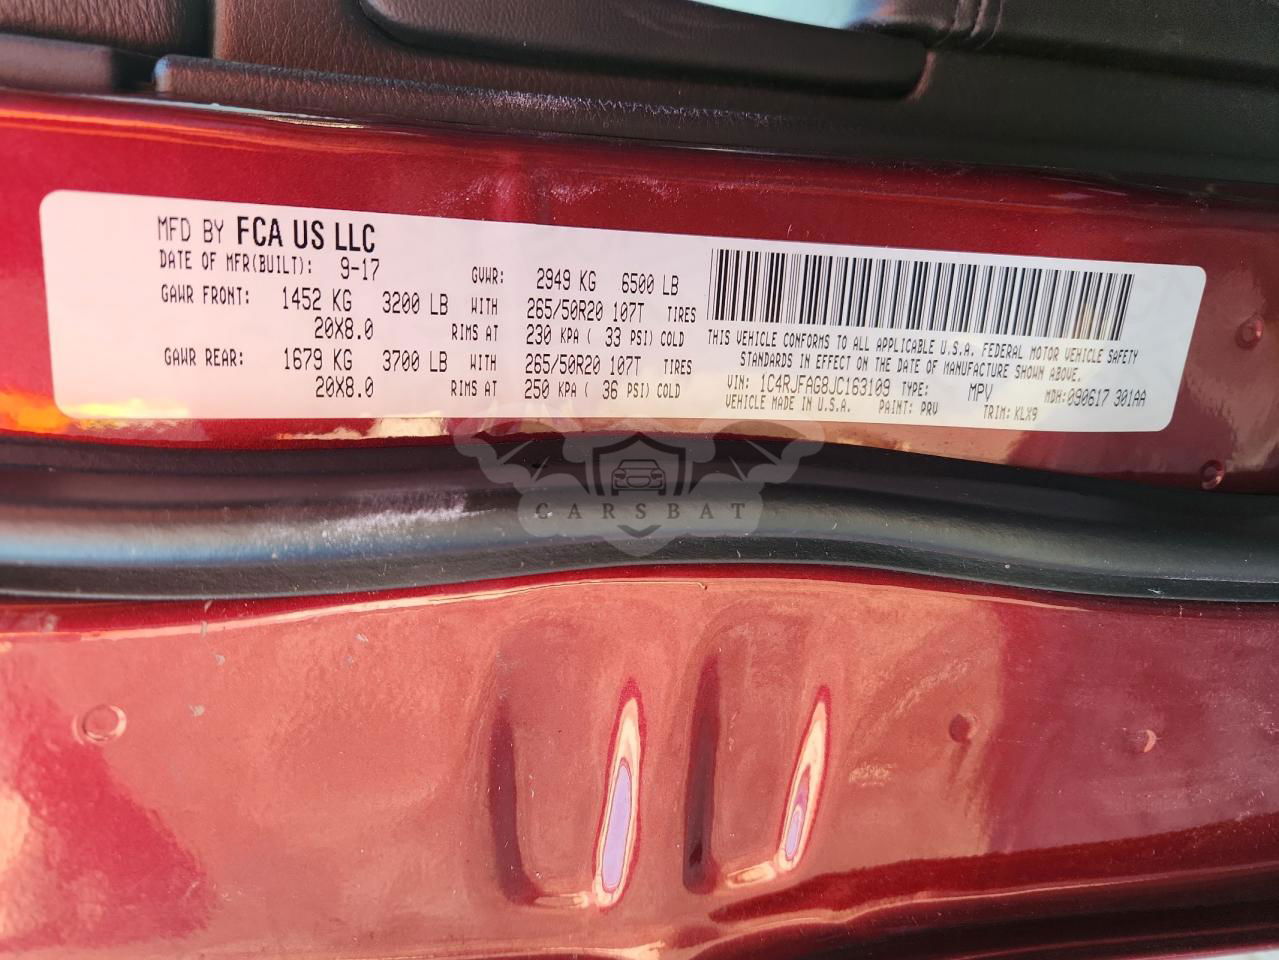 MFD BY FCA US LLC
DATE OF MFR(BUILT): 9-17 GVWR: 2949 KG 6500 LB
GAWR FRONT: 1452 KG 3200 LB WITH 265/50R20 107T TIRES
20X8.0 RIMS AT 230 KPA ( 33 PSI) COLD
GAWR REAR: 1679 KG 3700 LB WITH 265/50R20 107T TIRES
20X8.0 RIMS AT 250 KPA ( 36 PSI) COLD
THIS VEHICLE CONFORMS TO ALL APPLICABLE U.S.A. FEDERAL MOTOR VEHICLE SAFETY
STANDARDS IN EFFECT ON THE DATE OF MANUFACTURE SHOWN ABOVE.
VIN: 1C4RJFAG8JC163109 TYPE: MPV MDH: 090617 301AA
VEHICLE MADE IN U.S.A. PAINT: PRV TRIM: KLX9
CARSBAT